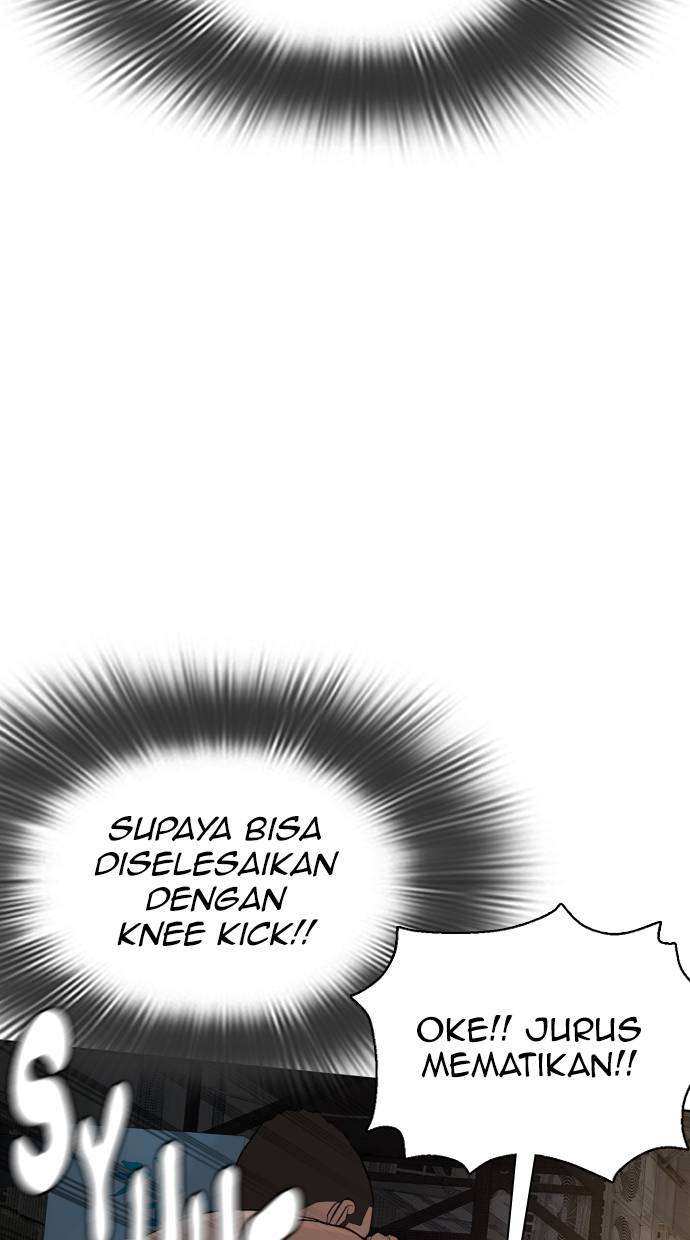 SUPAYA BISA
DISELESAIKAN
DENGAN
KNEE KICK!!
OKE!! JURUS
MEMATIKAN!!